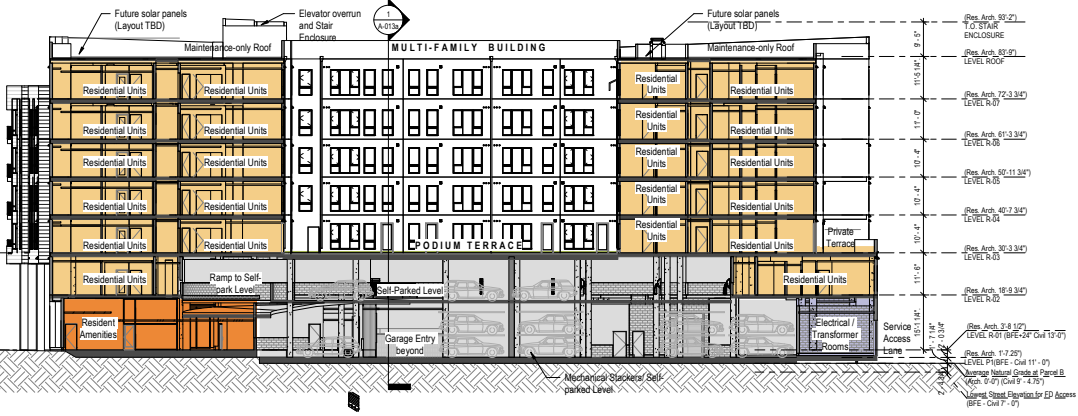 Future solar panels
(Layout TBD)
Elevator overrun
and Stair
Enclosure
1
A-013a
Future solar panels
(Layout TBD)
(Res. Arch. 93'-2")
T.O. STAIR
ENCLOSURE
9' - 5"
Maintenance-only Roof
MULTI-FAMILY BUILDING
Maintenance-only Roof
(Res. Arch. 83'-9")
LEVEL ROOF
11'-5 1/4"
Residential Units
Residential Units
Residential
Units
Residential Units
(Res. Arch. 72'-3 3/4")
LEVEL R-07
11'- 0"
Residential Units
Residential Units
Residential
Units
Residential Units
(Res. Arch. 61'-3 3/4")
LEVEL R-06
10' - 4"
Residential Units
Residential Units
Residential
Units
Residential Units
(Res. Arch. 50'-11 3/4")
LEVEL R-05
10' - 4"
Residential Units
Residential Units
Residential
Units
Residential Units
(Res. Arch. 40'-7 3/4")
LEVEL R-04
10' - 4"
Residential Units
Residential Units
PODIUM TERRACE
Residential
Units
Residential Units
Private
Terrace
(Res. Arch. 30'-3 3/4")
LEVEL R-03
11' - 6"
Residential Units
Ramp to Self-
park Level
Self-Parked Level
Residential Units
(Res. Arch. 18'-9 3/4")
LEVEL R-02
15'-1 1/4"
Resident
Amenities
Garage Entry
beyond
Electrical /
Transformer
Rooms
Service
Access
Lane
(Res. Arch. 3'-8 1/2")
LEVEL R-01 (BFE+24" Civil 13'-0")
1' - 7 1/4"
2' - 0 3/4"
(Res. Arch. 1'-7.25")
LEVEL P1(BFE - Civil 11' - 0")
Mechanical Stackers/ Self-
parked Level
Average Natural Grade at Parcel B
(Arch. 0'-0") (Civil 9' - 4.75")
Lowest Street Elevation for FD Access
(BFE - Civil 7' - 0")